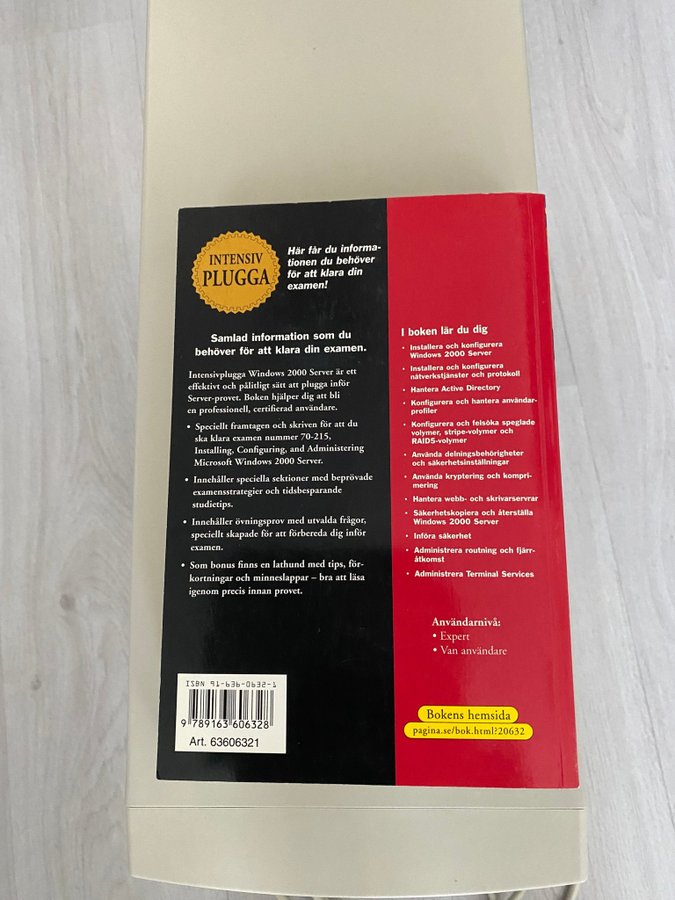 INTENSIV
PLUGGA
Här får du informa-
tionen du behöver
för att klara din
examen!
Samlad information som du
behöver för att klara din examen.
Intensivplugga Windows 2000 Server är ett
effektivt och pålitligt sätt att plugga inför
Server-provet. Boken hjälper dig att bli
en professionell, certifierad användare.
• Speciellt framtagen och skriven för att du
ska klara examen nummer 70-215,
Installing, Configuring, and Administering
Microsoft Windows 2000 Server.
• Innehåller speciella sektioner med beprövade
examensstrategier och tidsbesparande
studietips.
• Innehåller övningsprov med utvalda frågor,
speciellt skapade för att förbereda dig inför
examen.
• Som bonus finns en lathund med tips, för-
kortningar och minneslappar – bra att läsa
igenom precis innan provet.
ISBN 91-636-0632-1
9 789163 606328
Art. 63606321
I boken lär du dig
• Installera och konfigurera
Windows 2000 Server
• Installera och konfigurera
nätverkstjänster och protokoll
• Hantera Active Directory
• Konfigurera och hantera användar-
profiler
• Konfigurera och felsöka speglade
volymer, stripe-volymer och
RAID5-volymer
• Använda delningsbehörigheter
och säkerhetsinställningar
• Använda kryptering och kompri-
mering
• Hantera webb- och skrivarservrar
• Säkerhetskopiera och återställa
Windows 2000 Server
• Införa säkerhet
• Administrera routning och fjärr-
åtkomst
• Administrera Terminal Services
Användarnivå:
• Expert
• Van användare
Bokens hemsida
pagina.se/bok.html?20632